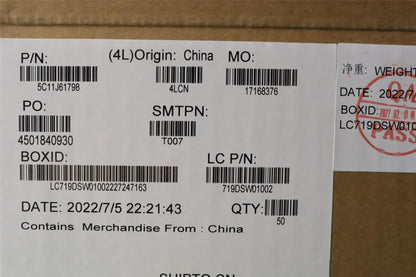 P/N: (4L)Origin: China MO:
5C11J61798 4LCN 17168376
PO: SMTPN:
4501840930 T007
BOXID: LC P/N:
LC719DSW01002227247163 719DSW01002
DATE: 2022/7/5 22:21:43 QTY:
50
Contains Merchandise From : China
净重: WEIGHT
DATE: 2022/7/
BOXID:
PASS